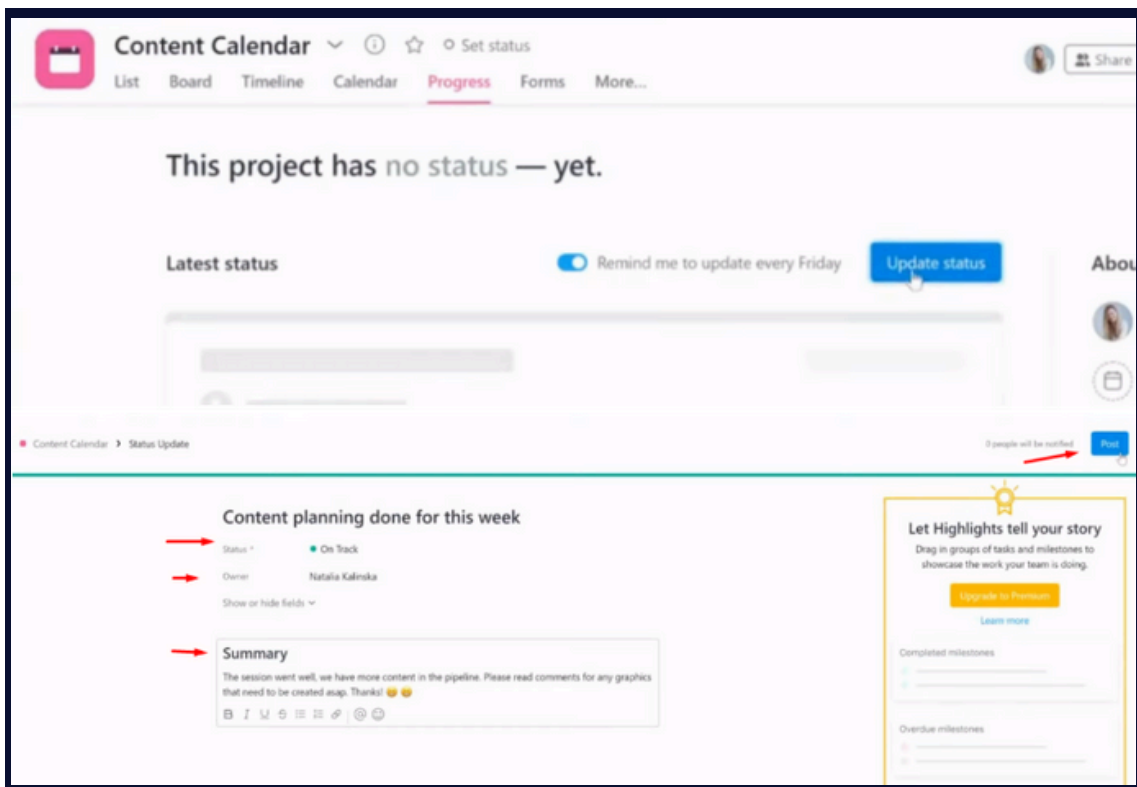 Content Calendar Set status
Share
List Board Timeline Calendar Progress Forms More...
This project has no status — yet.
Latest status Remind me to update every Friday Update status
Abou
Content Calendar > Status Update 0 people will be notified Post
Content planning done for this week
Status * On Track
Owner Natalia Kalinska
Show or hide fields
Summary
The session went well, we have more content in the pipeline. Please read comments for any graphics
that need to be created asap. Thanks! 😄 😄
B I U S
Let Highlights tell your story
Drag in groups of tasks and milestones to
showcase the work your team is doing.
Upgrade to Premium
Learn more
Completed milestones
Overdue milestones